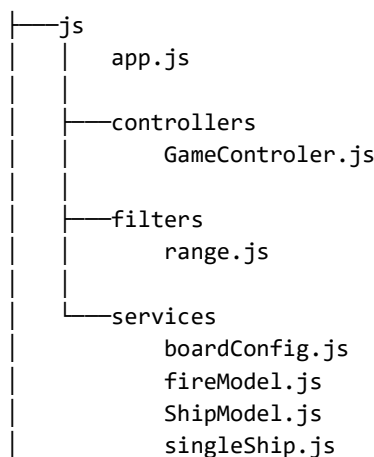 ├───js
│   │   app.js
│   │
│   ├───controllers
│   │       GameControler.js
│   │
│   ├───filters
│   │       range.js
│   │
│   └───services
│           boardConfig.js
│           fireModel.js
│           ShipModel.js
│           singleShip.js